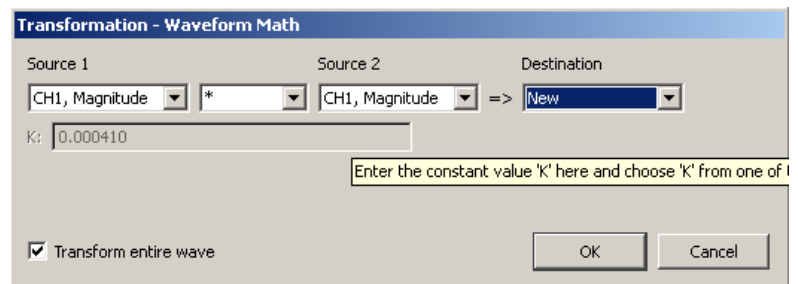 Transformation - Waveform Math
Source 1 Source 2 Destination
CH1, Magnitude * CH1, Magnitude => New
K: 0.000410
Enter the constant value 'K' here and choose 'K' from one of
Transform entire wave OK Cancel